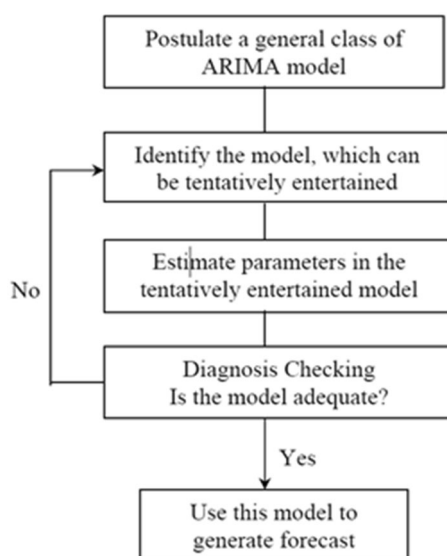 Postulate a general class of
ARIMA model
Identify the model, which can
be tentatively entertained
Estimate parameters in the
tentatively entertained model
No
Diagnosis Checking
Is the model adequate?
Yes
Use this model to
generate forecast